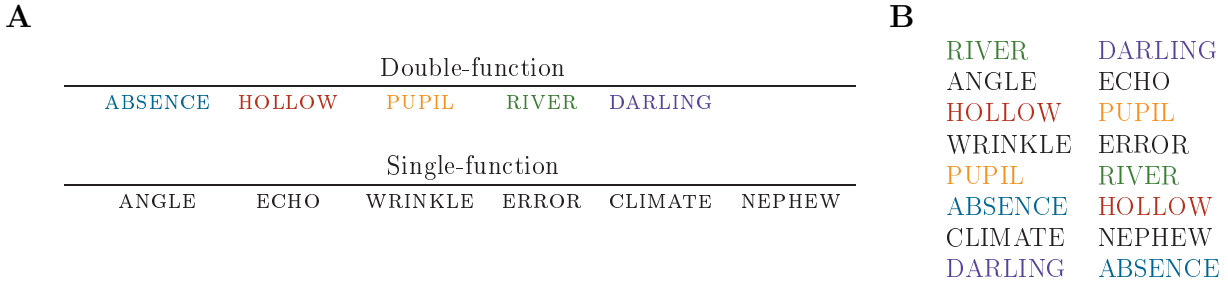 A
Double-function
ABSENCE HOLLOW PUPIL RIVER DARLING
Single-function
ANGLE ECHO WRINKLE ERROR CLIMATE NEPHEW
B
RIVER DARLING
ANGLE ECHO
HOLLOW PUPIL
WRINKLE ERROR
PUPIL RIVER
ABSENCE HOLLOW
CLIMATE NEPHEW
DARLING ABSENCE